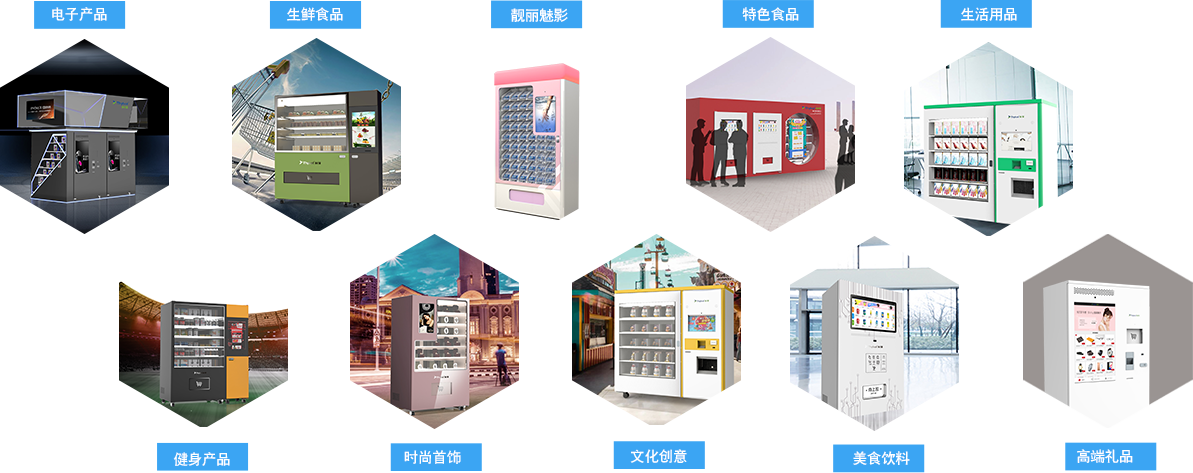 电子产品
生鲜食品
靓丽魅影
特色食品
生活用品
健身产品
时尚首饰
文化创意
美食饮料
高端礼品